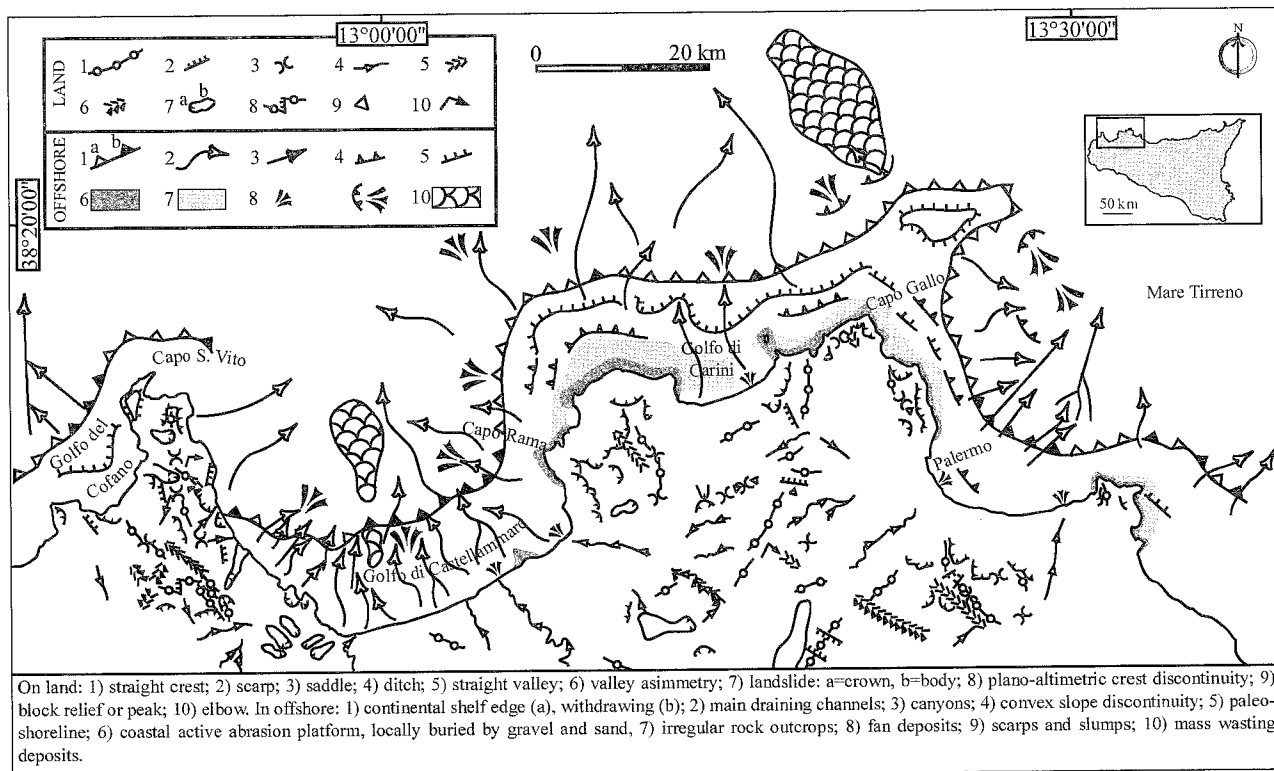 13°00'00"
13°30'00"
N
0 20 km
LAND
1 2 3 4 5
6 7 a b 8 9 10
OFFSHORE
1 a b 2 3 4 5
6 7 8 10
38°20'00"
50 km
Mare Tirreno
Capo Gallo
Capo S. Vito
Golfo di
Carini
Golfo del
Cofano
Capo Rama
Palermo
Golfo di Castellammare
On land: 1) straight crest; 2) scarp; 3) saddle; 4) ditch; 5) straight valley; 6) valley asimmetry; 7) landslide: a=crown, b=body; 8) plano-altimetric crest discontinuity; 9)
block relief or peak; 10) elbow. In offshore: 1) continental shelf edge (a), withdrawing (b); 2) main draining channels; 3) canyons; 4) convex slope discontinuity; 5) paleo-
shoreline; 6) coastal active abrasion platform, locally buried by gravel and sand, 7) irregular rock outcrops; 8) fan deposits; 9) scarps and slumps; 10) mass wasting
deposits.